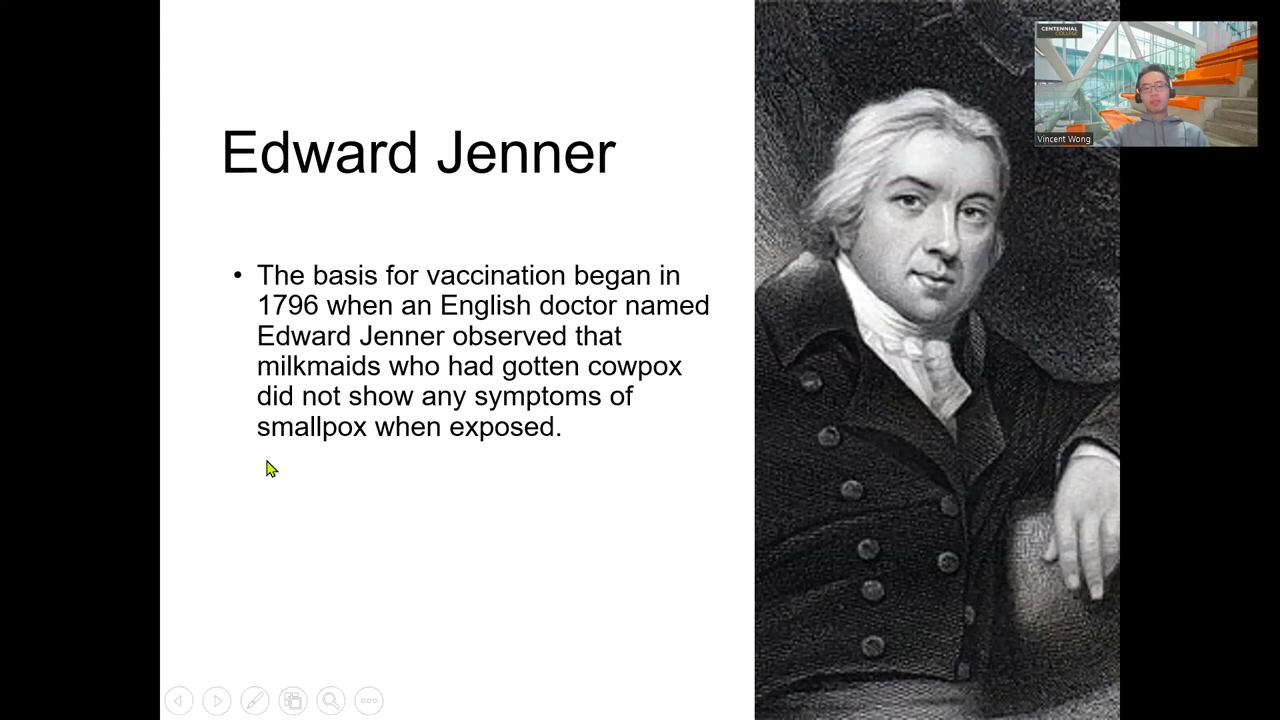 CENTENNIAL
COLLEGE
Vincent Wong
Edward Jenner
• The basis for vaccination began in
1796 when an English doctor named
Edward Jenner observed that
milkmaids who had gotten cowpox
did not show any symptoms of
smallpox when exposed.